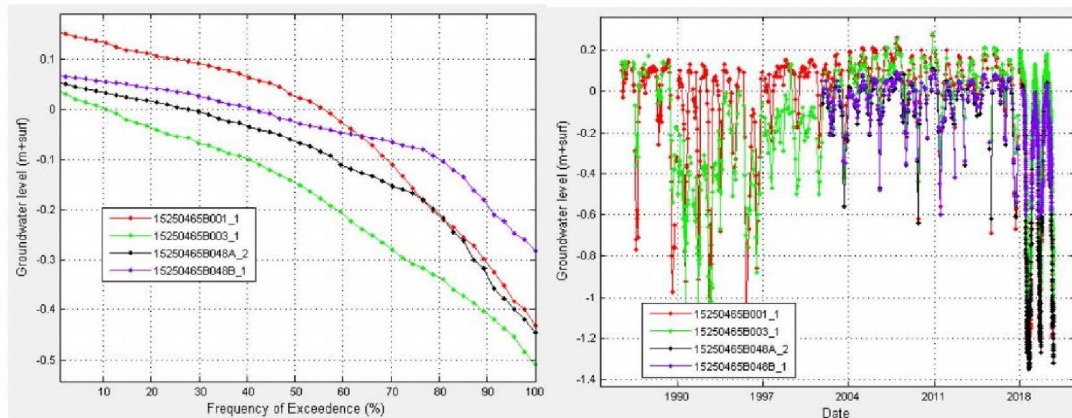 0.1
0
-0.1
-0.2
-0.3
-0.4
-0.5
Groundwater level (m+surf)
15250465B001_1
15250465B003_1
15250465B048A_2
15250465B048B_1
10 20 30 40 50 60 70 80 90 100
Frequency of Exceedence (%)
0.2
0
-0.2
-0.4
-0.6
-0.8
-1
-1.2
-1.4
Groundwater level (m+surf)
15250465B001_1
15250465B003_1
15250465B048A_2
15250465B048B_1
1990 1997 2004 2011 2018
Date